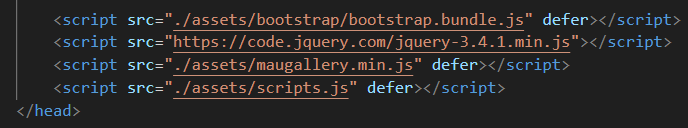 <script src="./assets/bootstrap/bootstrap.bundle.js" defer></script>
<script src="https://code.jquery.com/jquery-3.4.1.min.js"></script>
<script src="./assets/maugallery.min.js" defer></script>
<script src="./assets/scripts.js" defer></script>
</head>